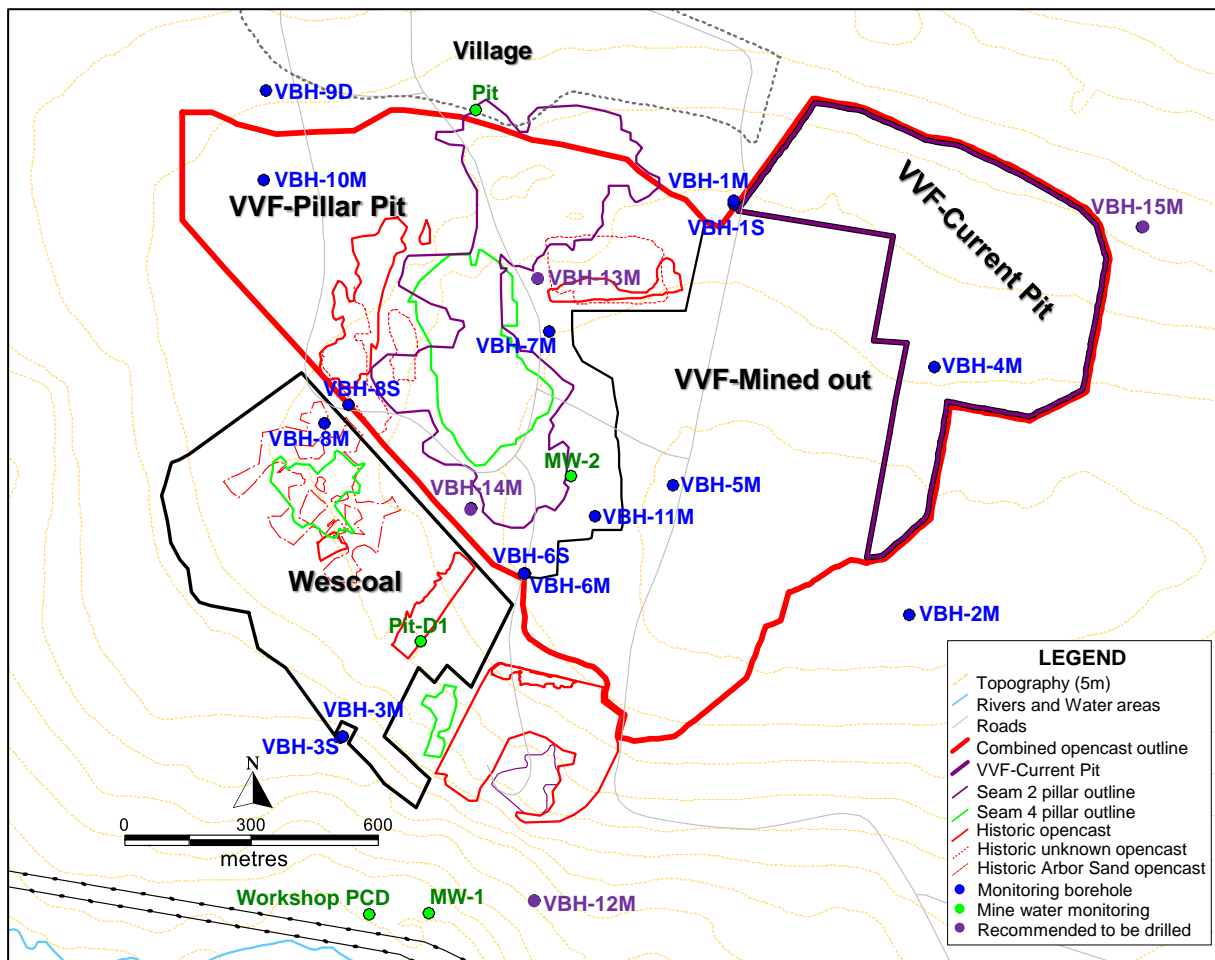 Village
VBH-9D
Pit
VBH-10M
VVF-Pillar Pit
VBH-1M
VBH-1S
VVF-Current Pit
VBH-15M
VBH-13M
VBH-7M
VVF-Mined out
VBH-4M
VBH-8S
VBH-8M
MW-2
VBH-14M
VBH-5M
VBH-11M
VBH-6S
VBH-6M
Wescoal
Pit-D1
VBH-2M
VBH-3M
VBH-3S
N
0 300 600
metres
Workshop PCD
MW-1
VBH-12M
LEGEND
Topography (5m)
Rivers and Water areas
Roads
Combined opencast outline
VVF-Current Pit
Seam 2 pillar outline
Seam 4 pillar outline
Historic opencast
Historic unknown opencast
Historic Arbor Sand opencast
Monitoring borehole
Mine water monitoring
Recommended to be drilled